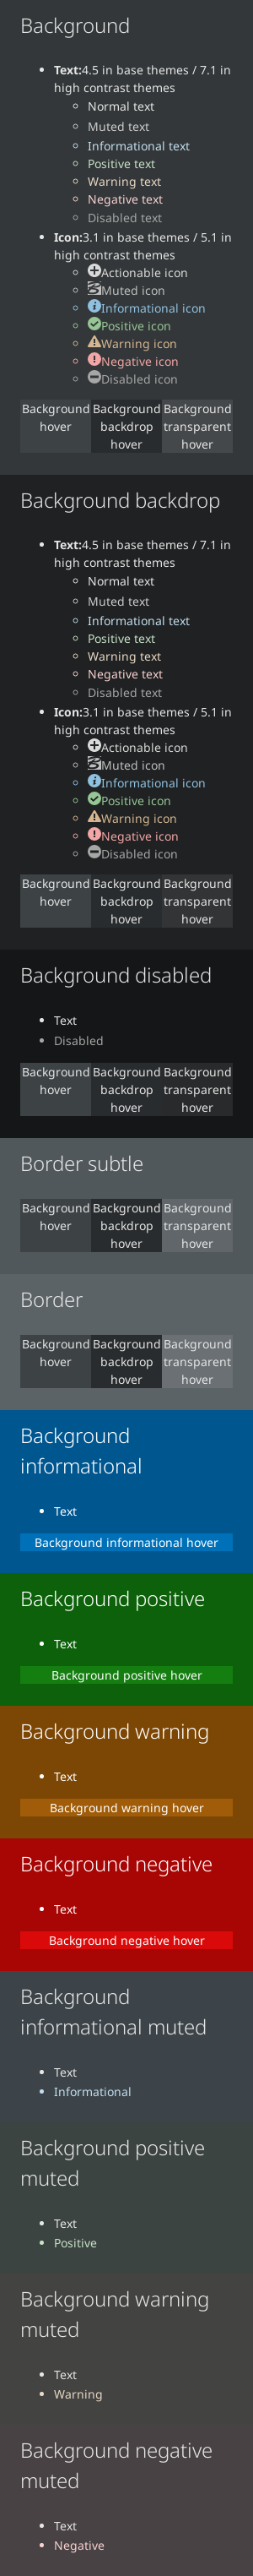 Background
Text:4.5 in base themes / 7.1 in
high contrast themes
Normal text
Muted text
Informational text
Positive text
Warning text
Negative text
Disabled text
Icon:3.1 in base themes / 5.1 in
high contrast themes
Actionable icon
Muted icon
Informational icon
Positive icon
Warning icon
Negative icon
Disabled icon
Background Background Background
hover backdrop transparent
hover hover
Background backdrop
Text:4.5 in base themes / 7.1 in
high contrast themes
Normal text
Muted text
Informational text
Positive text
Warning text
Negative text
Disabled text
Icon:3.1 in base themes / 5.1 in
high contrast themes
Actionable icon
Muted icon
Informational icon
Positive icon
Warning icon
Negative icon
Disabled icon
Background Background Background
hover backdrop transparent
hover hover
Background disabled
Text
Disabled
Background Background Background
hover backdrop transparent
hover hover
Border subtle
Background Background Background
hover backdrop transparent
hover hover
Border
Background Background Background
hover backdrop transparent
hover hover
Background
informational
Text
Background informational hover
Background positive
Text
Background positive hover
Background warning
Text
Background warning hover
Background negative
Text
Background negative hover
Background
informational muted
Text
Informational
Background positive
muted
Text
Positive
Background warning
muted
Text
Warning
Background negative
muted
Text
Negative